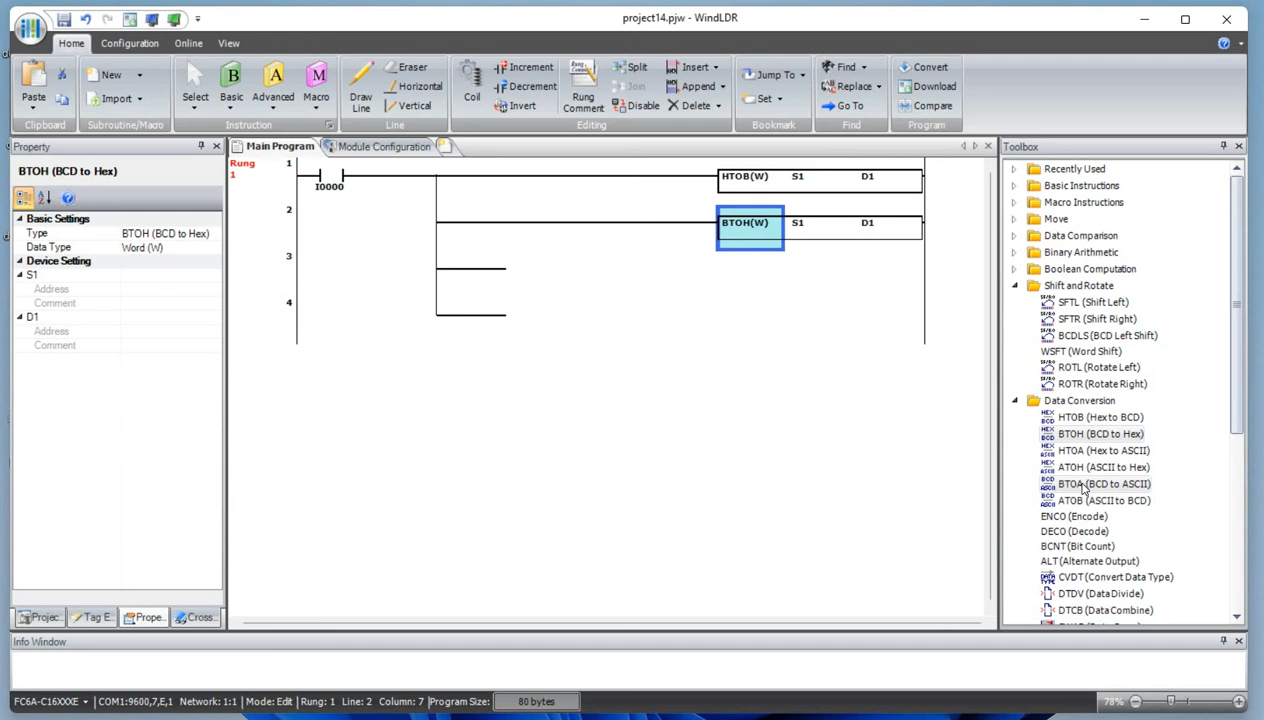 project14.pjw - WindLDR
Home Configuration Online View
Paste New Import Select Basic Advanced Macro Draw Line Eraser Horizontal Vertical Coil Increment Decrement Invert Rung Comment Split Join Disable Insert Append Delete Jump To Set Find Replace Go To Convert Download Compare
Clipboard Subroutine/Macro Instruction Line Editing Bookmark Find Program
Property
BTOH (BCD to Hex)
Basic Settings
Type BTOH (BCD to Hex)
Data Type Word (W)
Device Setting
S1
Address
Comment
D1
Address
Comment
Projec Tag E Prope... Cross
Main Program Module Configuration
Rung 1
1
I0000
HTOB(W) S1 D1
2
BTOH(W) S1 D1
3
4
Toolbox
Recently Used
Basic Instructions
Macro Instructions
Move
Data Comparison
Binary Arithmetic
Boolean Computation
Shift and Rotate
SFTL (Shift Left)
SFTR (Shift Right)
BCDLS (BCD Left Shift)
WSFT (Word Shift)
ROTL (Rotate Left)
ROTR (Rotate Right)
Data Conversion
HTOB (Hex to BCD)
BTOH (BCD to Hex)
HTOA (Hex to ASCII)
ATOH (ASCII to Hex)
BTOA (BCD to ASCII)
ATOB (ASCII to BCD)
ENCO (Encode)
DECO (Decode)
BCNT (Bit Count)
ALT (Alternate Output)
CVDT (Convert Data Type)
DTDV (Data Divide)
DTCB (Data Combine)
Info Window
FC6A-C16XXXE COM1:9600,7,E,1 Network: 1:1 Mode: Edit Rung: 1 Line: 2 Column: 7 Program Size: 80 bytes 78%